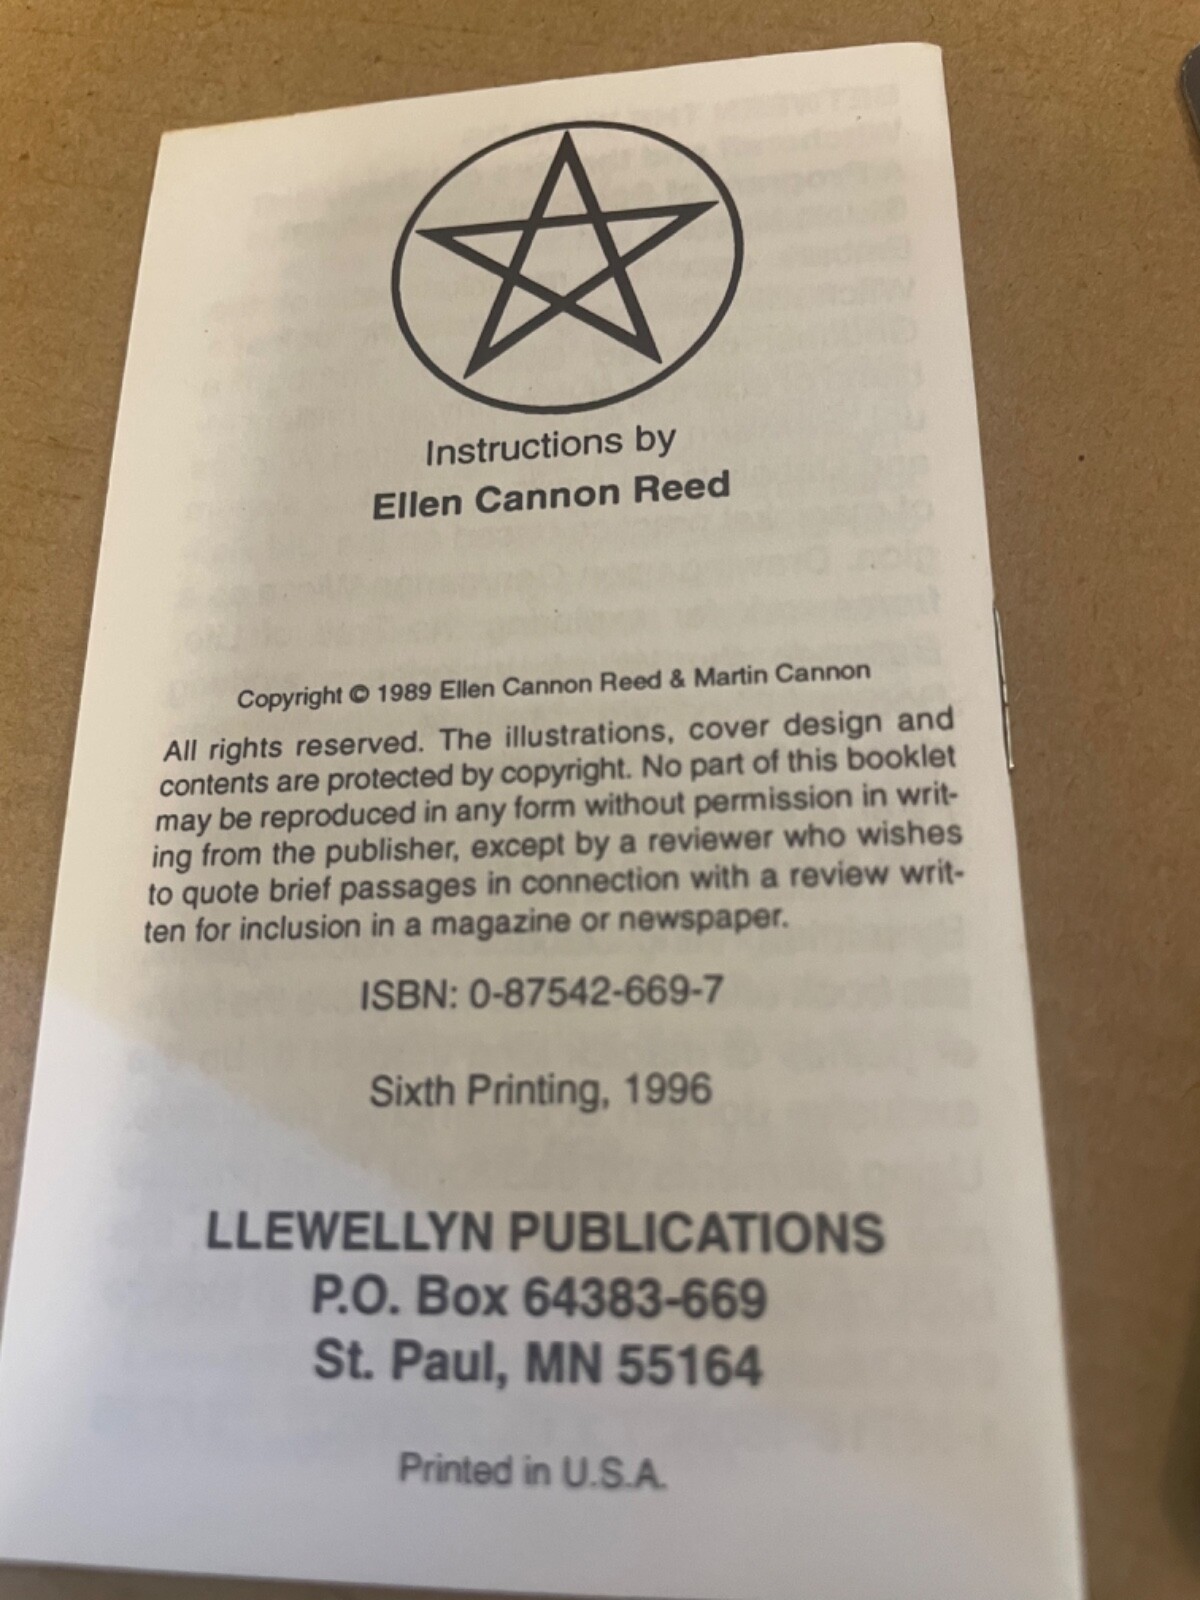 Instructions by
Ellen Cannon Reed
Copyright © 1989 Ellen Cannon Reed & Martin Cannon
All rights reserved. The illustrations, cover design and
contents are protected by copyright. No part of this booklet
may be reproduced in any form without permission in writ-
ing from the publisher, except by a reviewer who wishes
to quote brief passages in connection with a review writ-
ten for inclusion in a magazine or newspaper.
ISBN: 0-87542-669-7
Sixth Printing, 1996
LLEWELLYN PUBLICATIONS
P.O. Box 64383-669
St. Paul, MN 55164
Printed in U.S.A.